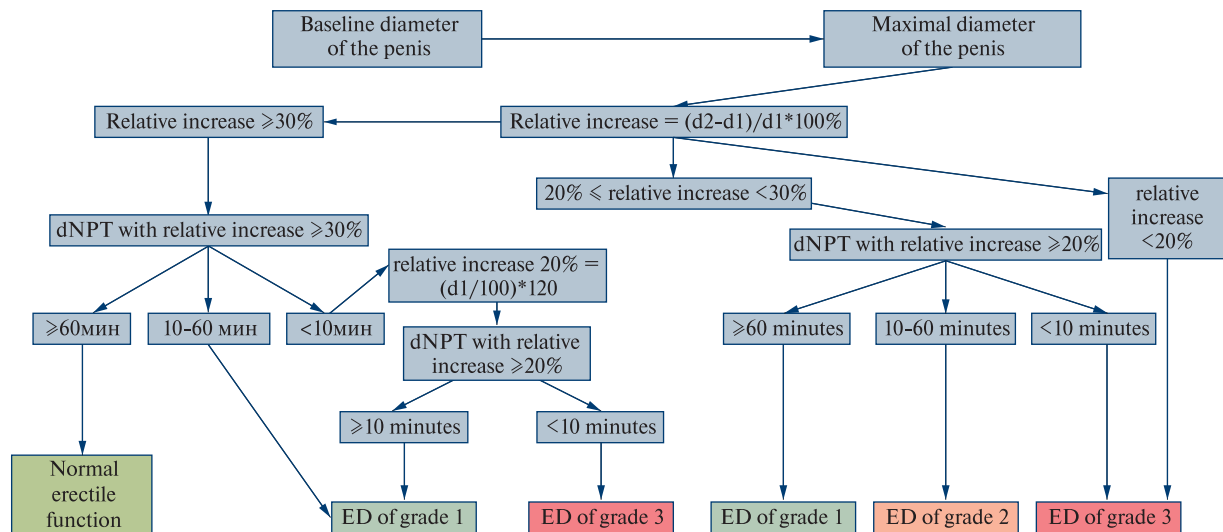 Baseline diameter
of the penis
Maximal diameter
of the penis
Relative increase ⩾30%
Relative increase = (d2-d1)/d1*100%
20% ⩽ relative increase <30%
relative
increase
<20%
dNPT with relative increase ⩾30%
dNPT with relative increase ⩾20%
relative increase 20% =
(d1/100)*120
⩾60мин
10-60 мин
<10мин
⩾60 minutes
10-60 minutes
<10 minutes
dNPT with relative
increase ⩾20%
⩾10 minutes
<10 minutes
Normal
erectile
function
ED of grade 1
ED of grade 3
ED of grade 1
ED of grade 2
ED of grade 3